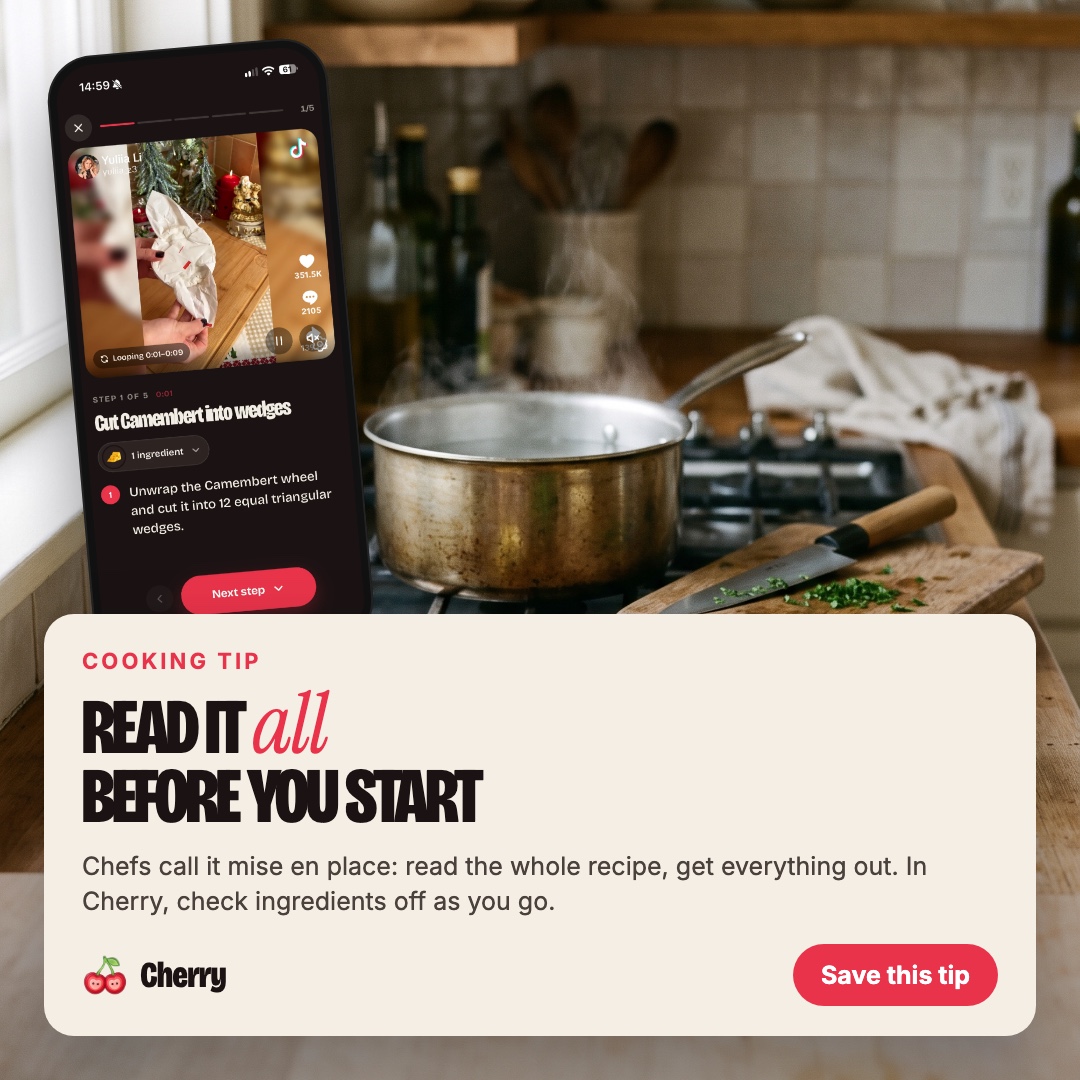 14:59
61
1/5
Yuliia Li
351.5K
2105
Looping 0:01–0:09
STEP 1 OF 5 0:01
Cut Camembert into wedges
1 ingredient
1
Unwrap the Camembert wheel
and cut it into 12 equal triangular
wedges.
Next step
COOKING TIP
READ IT all
BEFORE YOU START
Chefs call it mise en place: read the whole recipe, get everything out. In
Cherry, check ingredients off as you go.
Cherry
Save this tip